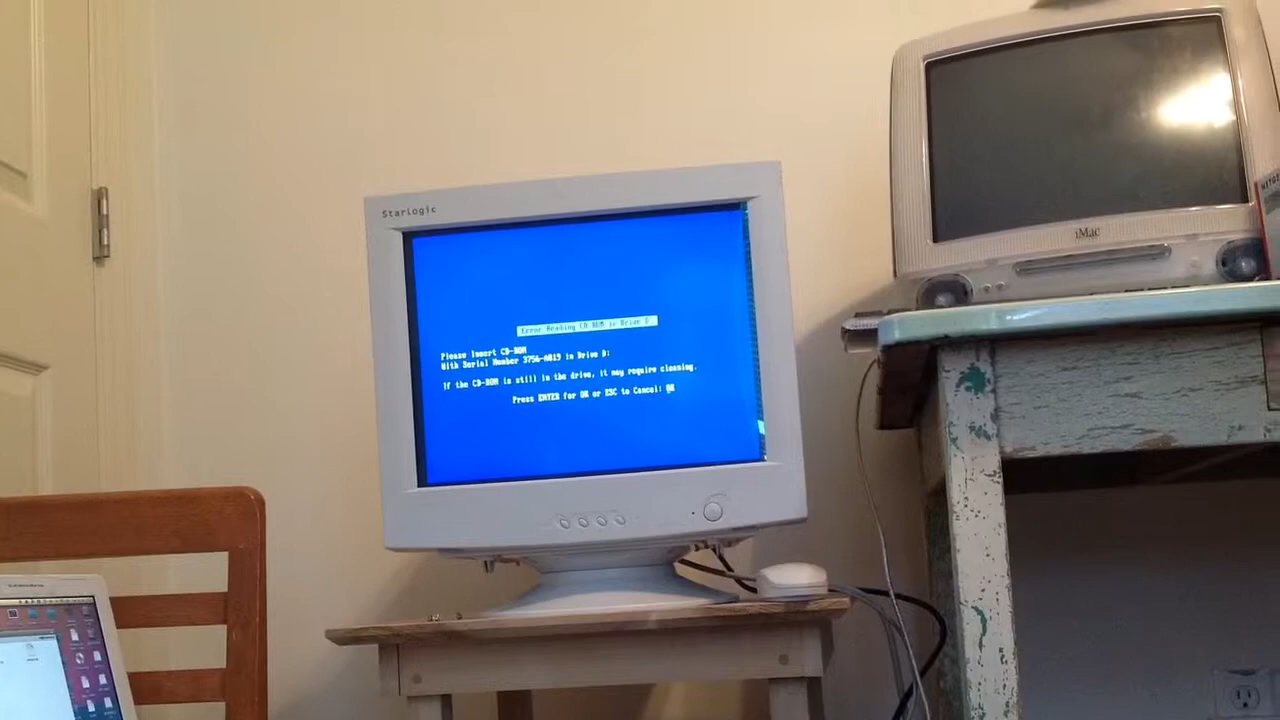 StarLogic
iMac
Error Reading CD-ROM in Drive D
Please Insert CD-ROM
With Serial Number 3756-A819 in Drive D:
If the CD-ROM is still in the drive, it may require cleaning.
Press ENTER for OK or ESC to Cancel: OK